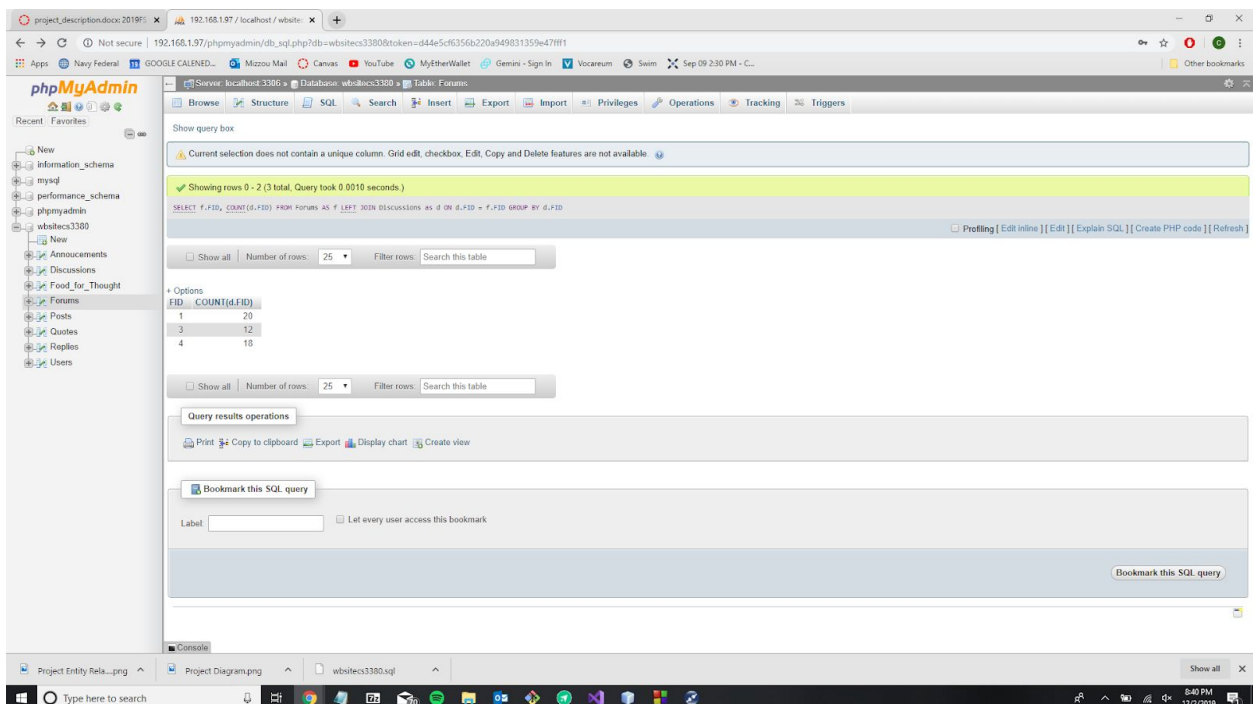 project_description.docx: 2019FS
192.168.1.97 / localhost / wbsite
Not secure | 192.168.1.97/phpmyadmin/db_sql.php?db=wbsitecs3380&token=d44e5cf6356b220a949831359e47fff1
Apps Navy Federal GOOGLE CALENED... Mizzou Mail Canvas YouTube MyEtherWallet Gemini - Sign In Vocareum Swim Sep 09 2:30 PM - C... Other bookmarks
phpMyAdmin
Recent Favorites
New
information_schema
mysql
performance_schema
phpmyadmin
wbsitecs3380
New
Annoucements
Discussions
Food_for_Thought
Forums
Posts
Quotes
Replies
Users
Server: localhost:3306 » Database: wbsitecs3380 » Table: Forums
Browse Structure SQL Search Insert Export Import Privileges Operations Tracking Triggers
Show query box
Current selection does not contain a unique column. Grid edit, checkbox, Edit, Copy and Delete features are not available.
Showing rows 0 - 2 (3 total, Query took 0.0010 seconds.)
SELECT f.FID, COUNT(d.FID) FROM Forums AS f LEFT JOIN Discussions as d ON d.FID = f.FID GROUP BY d.FID
Profiling [ Edit inline ] [ Edit ] [ Explain SQL ] [ Create PHP code ] [ Refresh ]
Show all | Number of rows: 25 Filter rows: Search this table
+ Options
FID COUNT(d.FID)
1 20
3 12
4 18
Show all | Number of rows: 25 Filter rows: Search this table
Query results operations
Print Copy to clipboard Export Display chart Create view
Bookmark this SQL query
Label: Let every user access this bookmark
Bookmark this SQL query
Console
Project Entity Rela....png Project Diagram.png wbsitecs3380.sql Show all
Type here to search
8:40 PM
12/2/2019